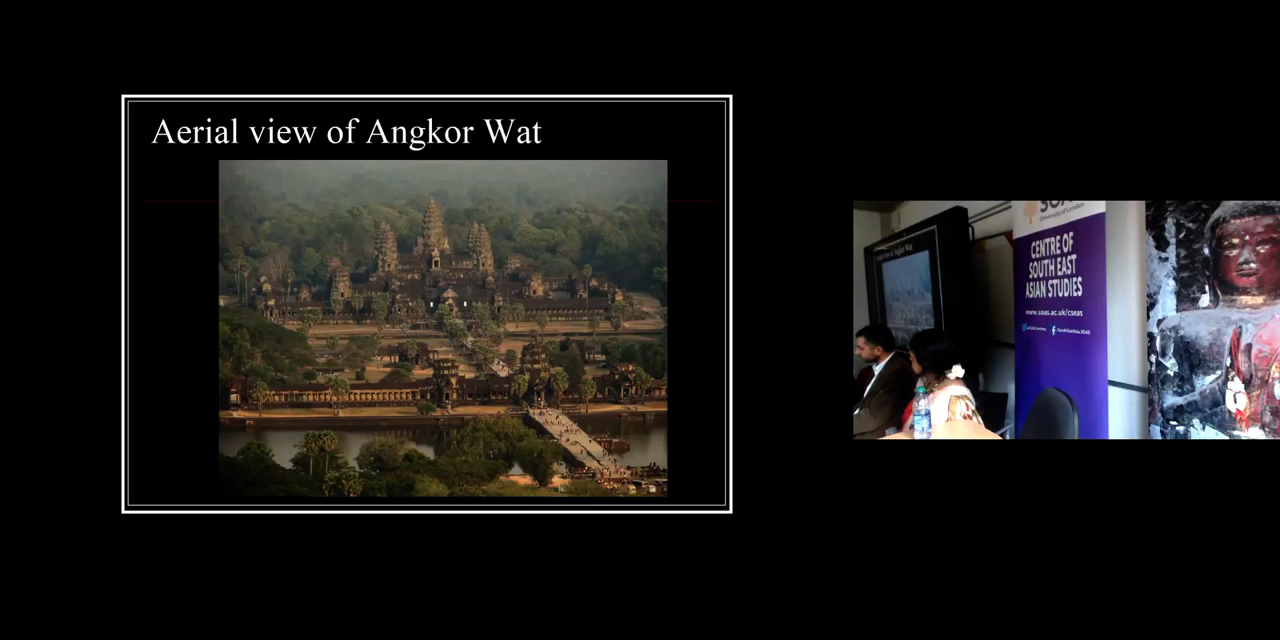 Aerial view of Angkor Wat
SOAS
University of London
CENTRE OF
SOUTH EAST
ASIAN STUDIES
www.soas.ac.uk/cseas